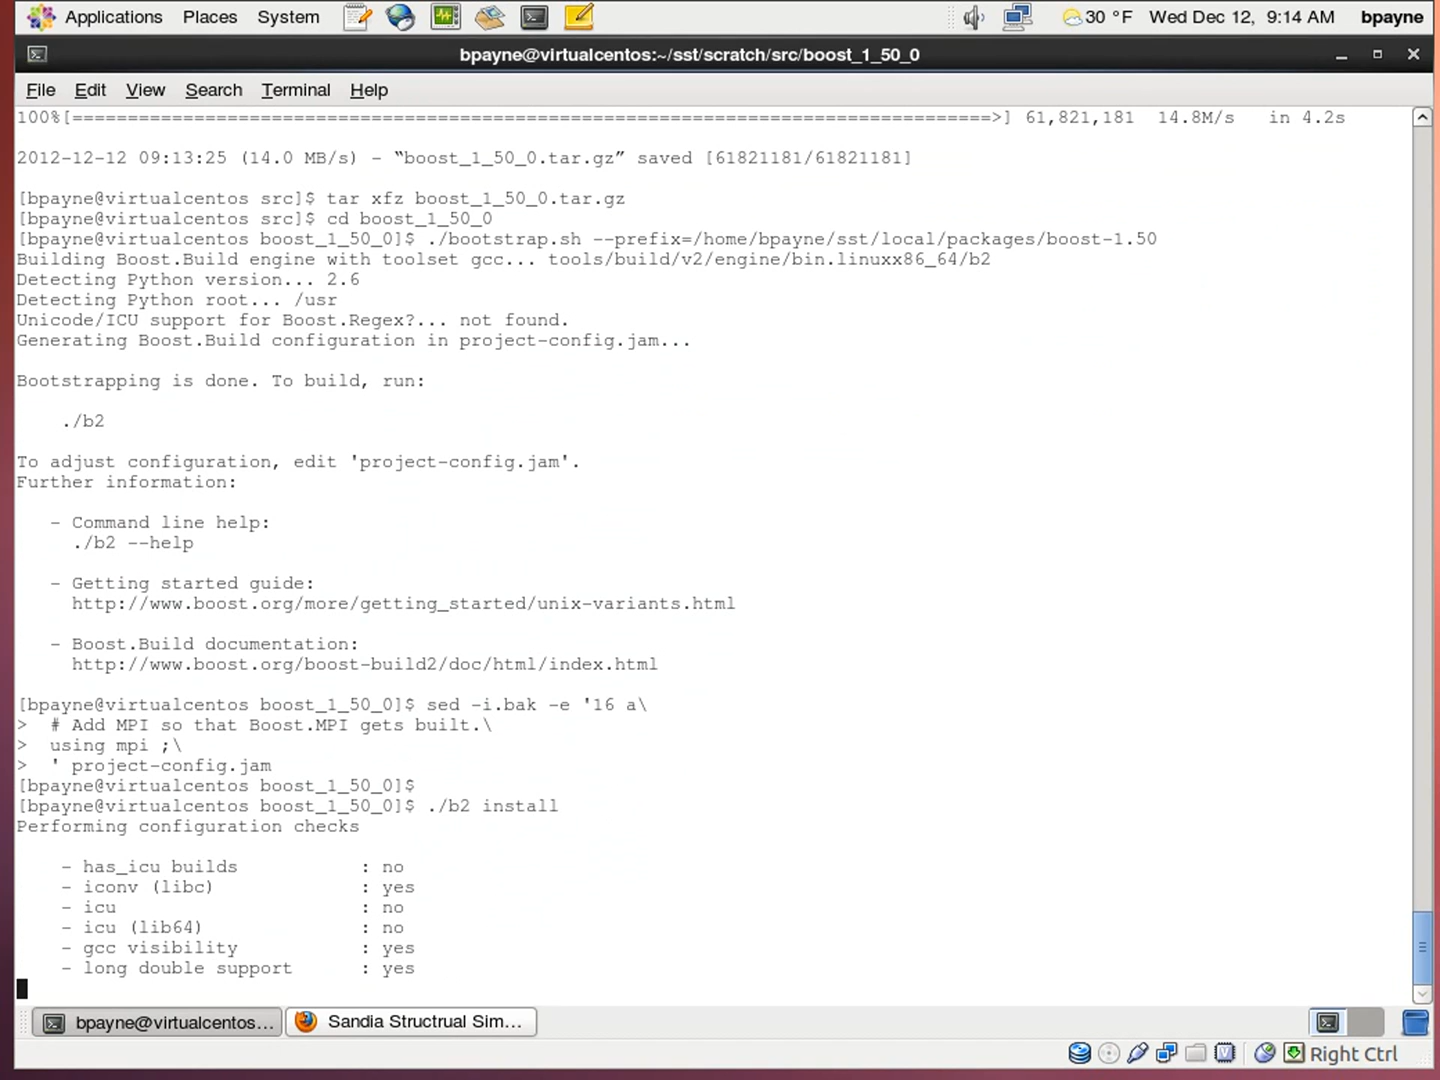 Applications Places System 30 °F Wed Dec 12, 9:14 AM bpayne
bpayne@virtualcentos:~/sst/scratch/src/boost_1_50_0
File Edit View Search Terminal Help
100%[===================================================================================>] 61,821,181 14.8M/s in 4.2s
2012-12-12 09:13:25 (14.0 MB/s) - “boost_1_50_0.tar.gz” saved [61821181/61821181]
[bpayne@virtualcentos src]$ tar xfz boost_1_50_0.tar.gz
[bpayne@virtualcentos src]$ cd boost_1_50_0
[bpayne@virtualcentos boost_1_50_0]$ ./bootstrap.sh --prefix=/home/bpayne/sst/local/packages/boost-1.50
Building Boost.Build engine with toolset gcc... tools/build/v2/engine/bin.linuxx86_64/b2
Detecting Python version... 2.6
Detecting Python root... /usr
Unicode/ICU support for Boost.Regex?... not found.
Generating Boost.Build configuration in project-config.jam...
Bootstrapping is done. To build, run:
./b2
To adjust configuration, edit 'project-config.jam'.
Further information:
- Command line help:
./b2 --help
- Getting started guide:
http://www.boost.org/more/getting_started/unix-variants.html
- Boost.Build documentation:
http://www.boost.org/boost-build2/doc/html/index.html
[bpayne@virtualcentos boost_1_50_0]$ sed -i.bak -e '16 a\
> # Add MPI so that Boost.MPI gets built.\
> using mpi ;\
> ' project-config.jam
[bpayne@virtualcentos boost_1_50_0]$
[bpayne@virtualcentos boost_1_50_0]$ ./b2 install
Performing configuration checks
- has_icu builds : no
- iconv (libc) : yes
- icu : no
- icu (lib64) : no
- gcc visibility : yes
- long double support : yes
bpayne@virtualcentos... Sandia Structrual Sim...
Right Ctrl